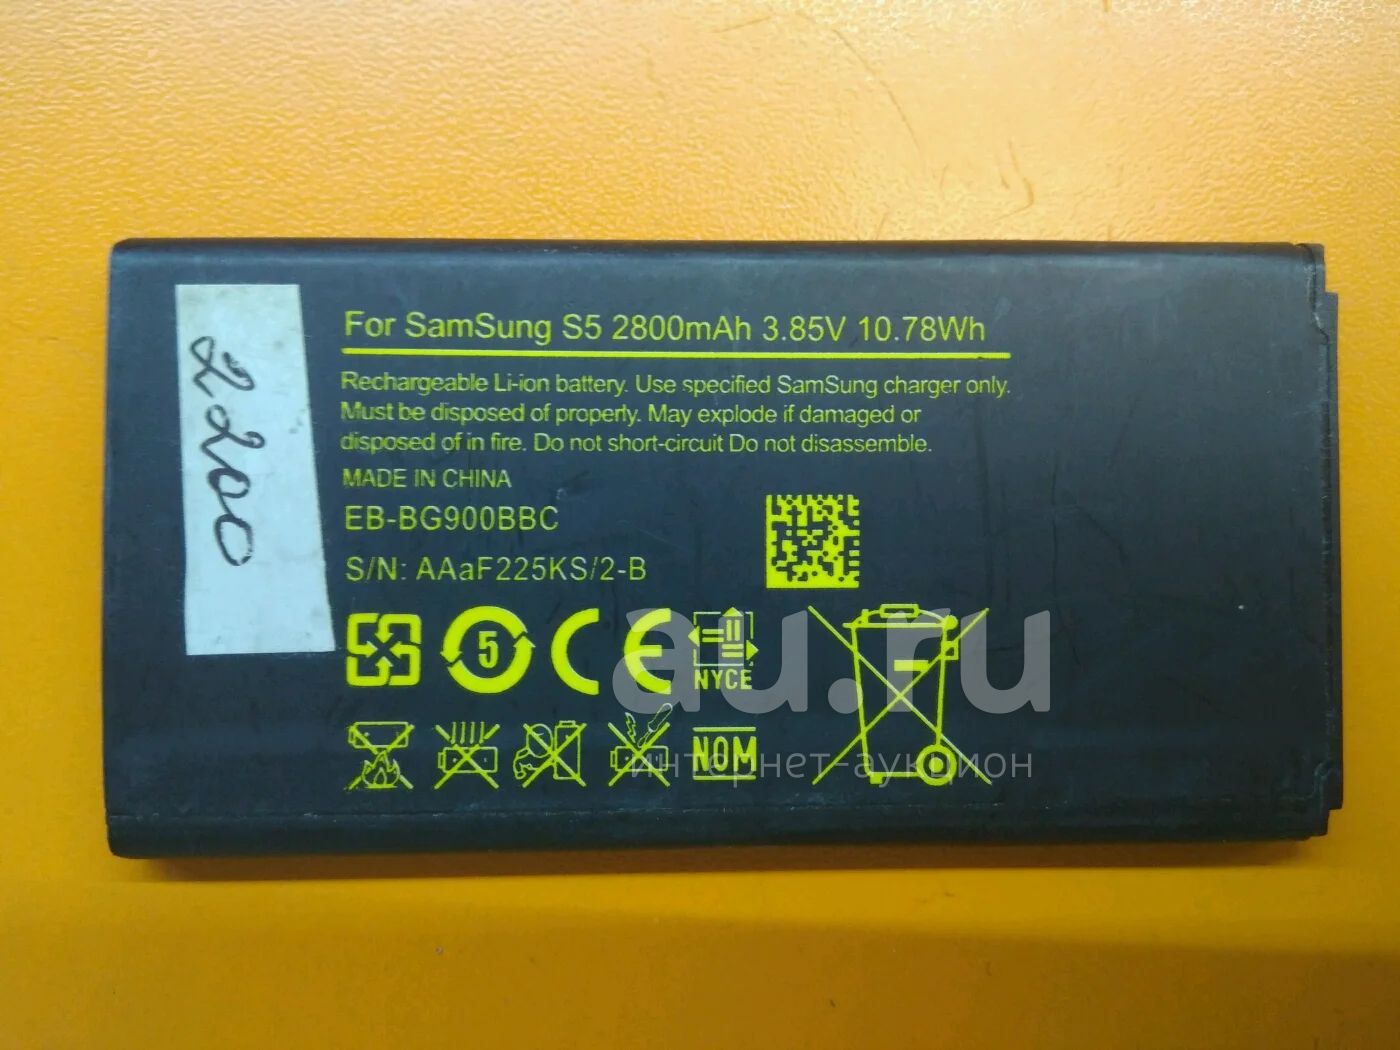 2200
For SamSung S5 2800mAh 3.85V 10.78Wh
Rechargeable Li-ion battery. Use specified SamSung charger only.
Must be disposed of properly. May explode if damaged or
disposed of in fire. Do not short-circuit Do not disassemble.
MADE IN CHINA
EB-BG900BBC
S/N: AAaF225KS/2-B
5
CE
NYCE
NOM
au.ru
интернет-аукцион